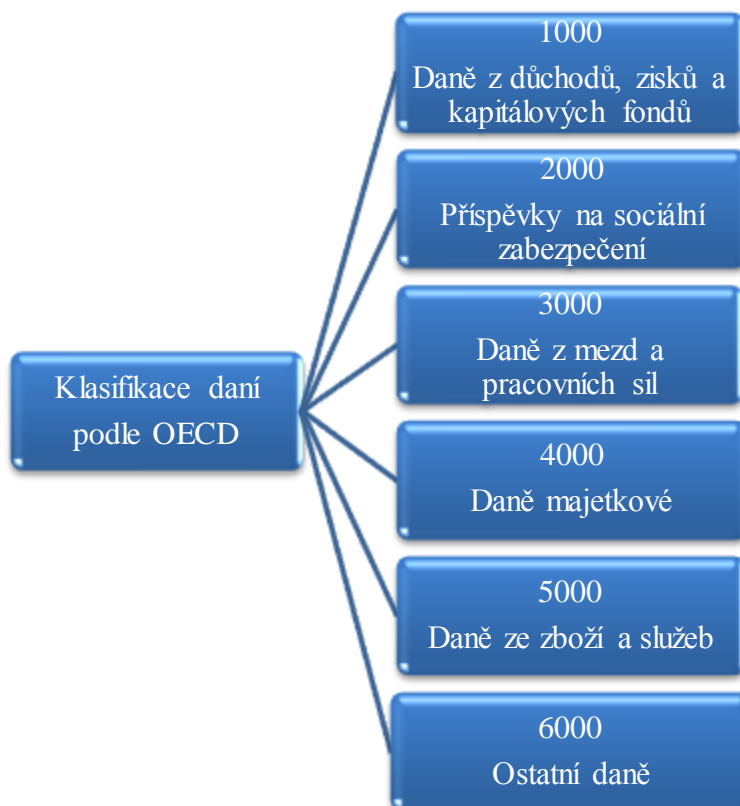 1000
Daně z důchodů, zisků a
kapitálových fondů
2000
Příspěvky na sociální
zabezpečení
3000
Daně z mezd a
pracovních sil
Klasifikace daní
podle OECD
4000
Daně majetkové
5000
Daně ze zboží a služeb
6000
Ostatní daně